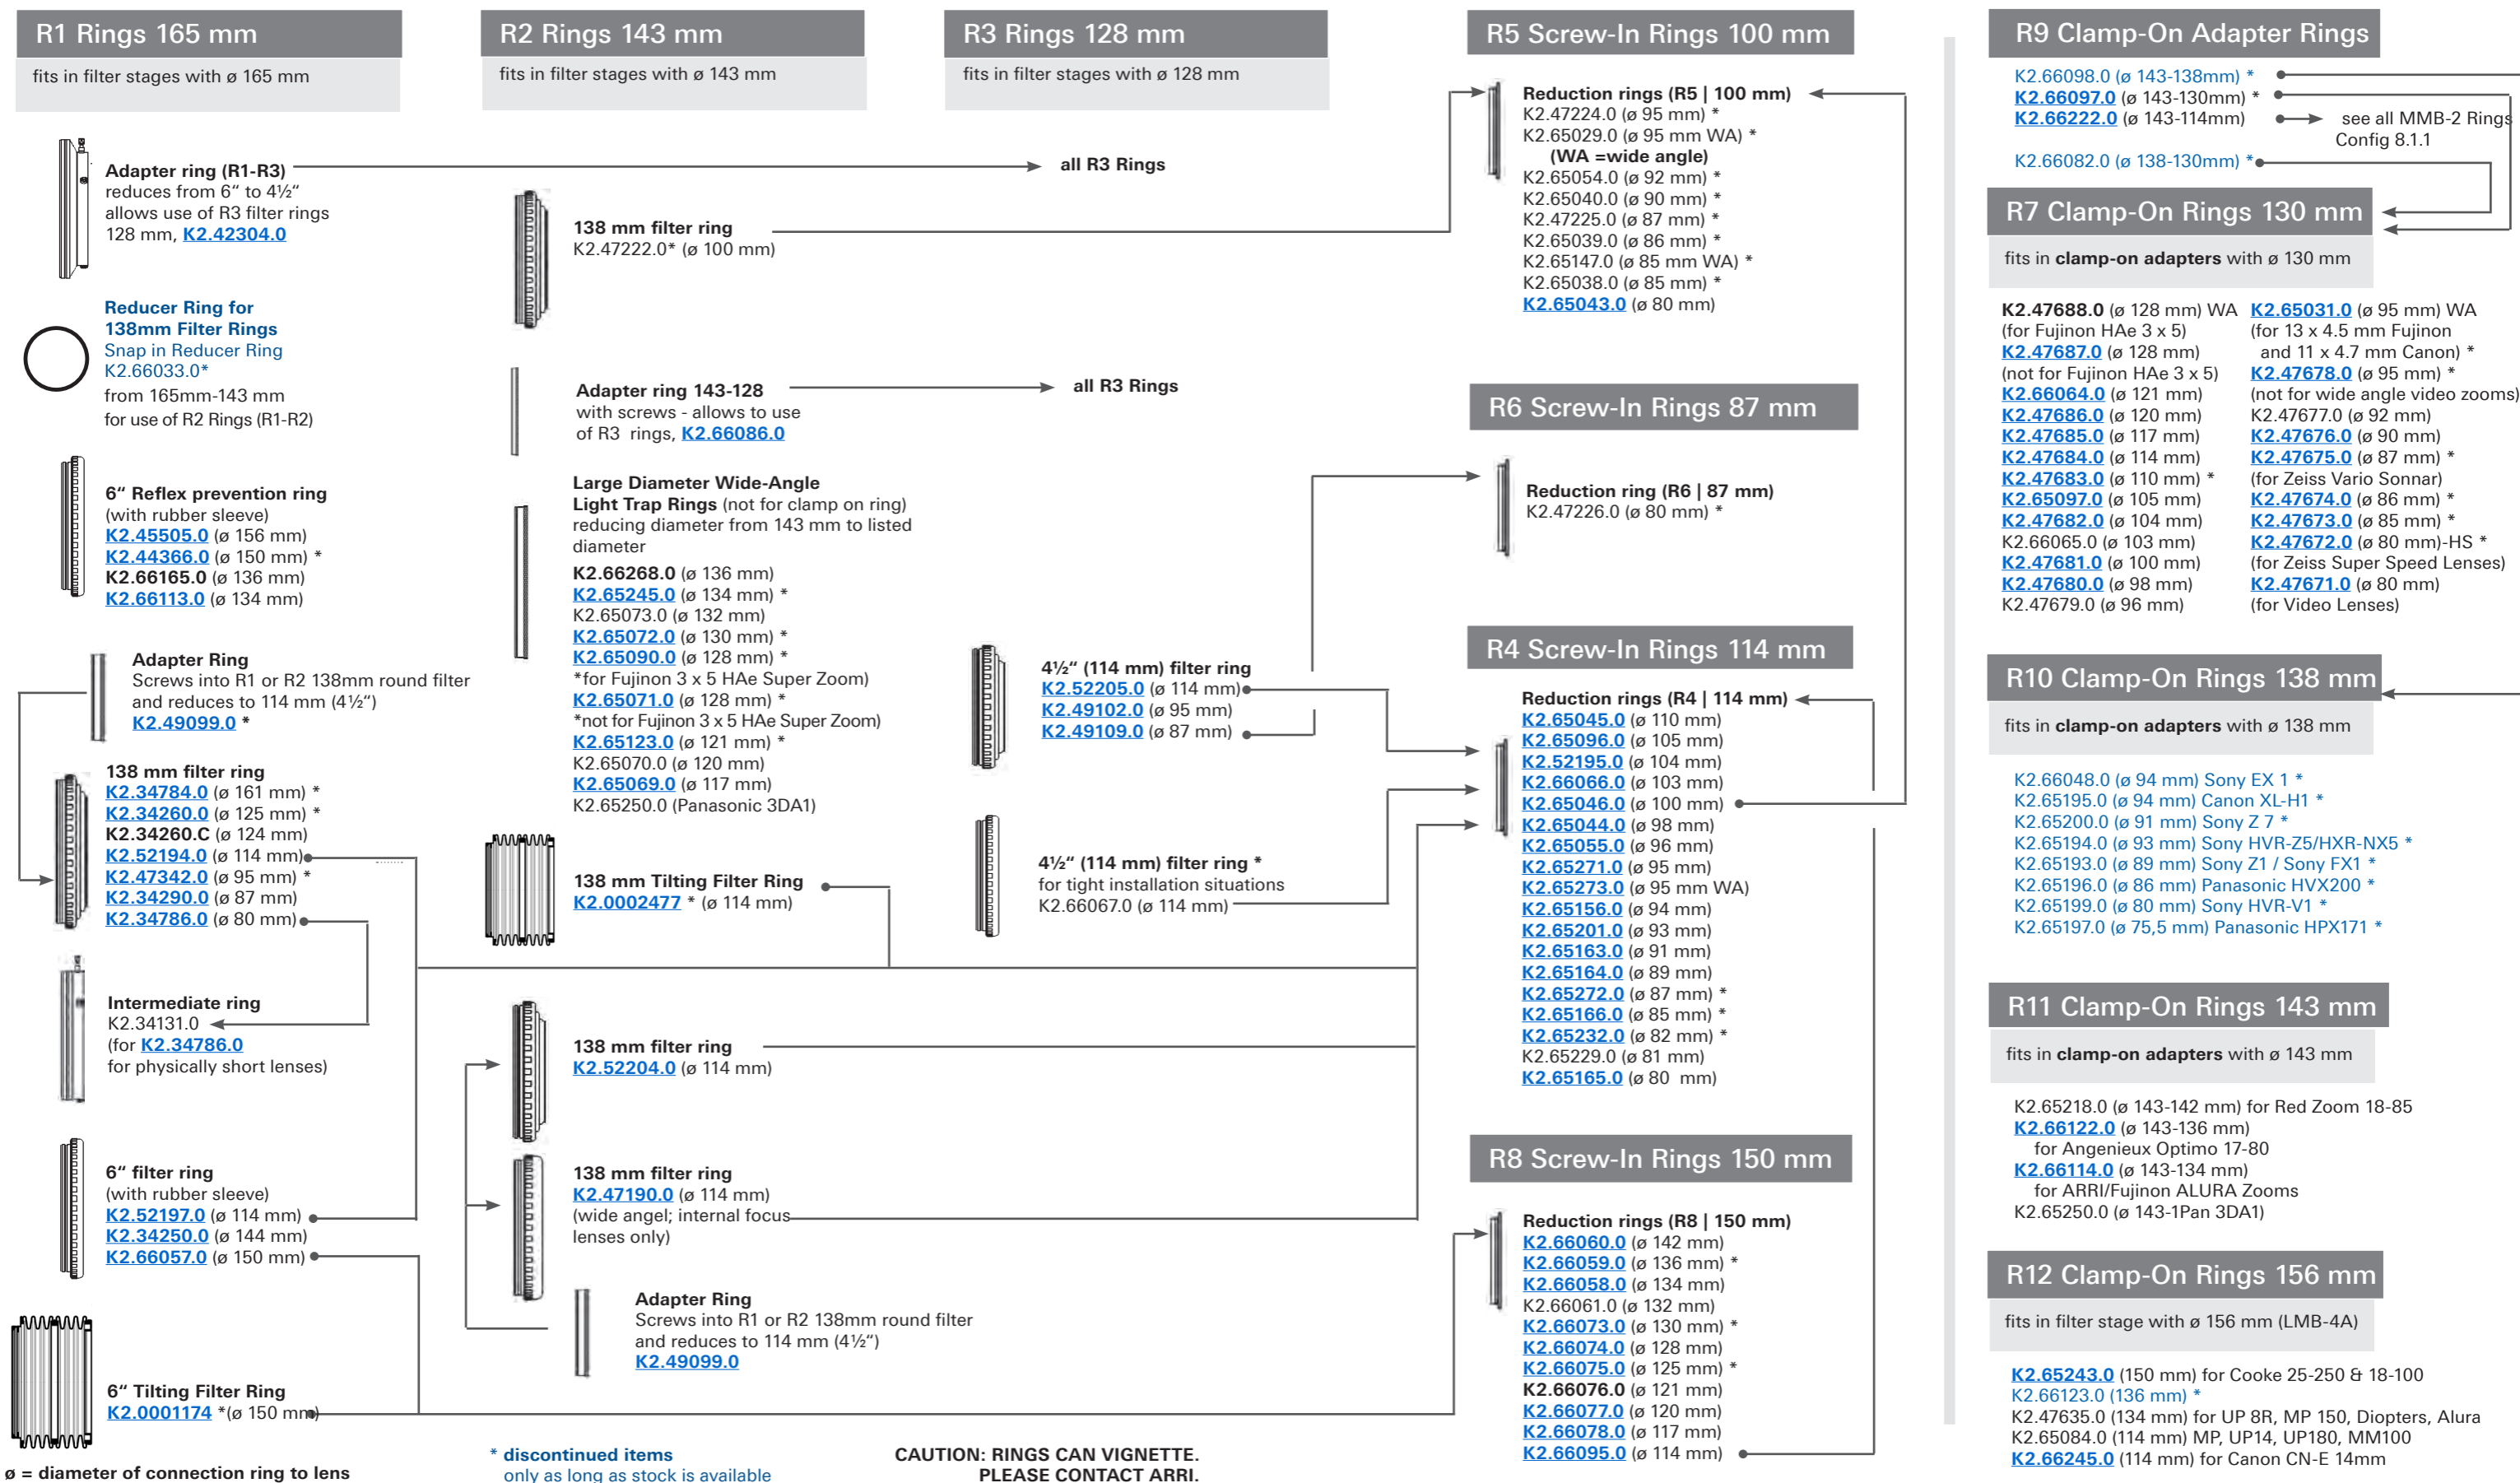 R1 Rings 165 mm
fits in filter stages with ø 165 mm
Adapter ring (R1-R3)
reduces from 6“ to 4½“
allows use of R3 filter rings
128 mm, K2.42304.0
Reducer Ring for
138mm Filter Rings
Snap in Reducer Ring
K2.66033.0*
from 165mm-143 mm
for use of R2 Rings (R1-R2)
6“ Reflex prevention ring
(with rubber sleeve)
K2.45505.0 (ø 156 mm)
K2.44366.0 (ø 150 mm) *
K2.66165.0 (ø 136 mm)
K2.66113.0 (ø 134 mm)
Adapter Ring
Screws into R1 or R2 138mm round filter
and reduces to 114 mm (4½“)
K2.49099.0 *
138 mm filter ring
K2.34784.0 (ø 161 mm) *
K2.34260.0 (ø 125 mm) *
K2.34260.C (ø 124 mm)
K2.52194.0 (ø 114 mm)
K2.47342.0 (ø 95 mm) *
K2.34290.0 (ø 87 mm)
K2.34786.0 (ø 80 mm)
Intermediate ring
K2.34131.0
(for K2.34786.0
for physically short lenses)
6“ filter ring
(with rubber sleeve)
K2.52197.0 (ø 114 mm)
K2.34250.0 (ø 144 mm)
K2.66057.0 (ø 150 mm)
6“ Tilting Filter Ring
K2.0001174 *(ø 150 mm)
ø = diameter of connection ring to lens
R2 Rings 143 mm
fits in filter stages with ø 143 mm
138 mm filter ring
K2.47222.0* (ø 100 mm)
Adapter ring 143-128
with screws - allows to use
of R3 rings, K2.66086.0
Large Diameter Wide-Angle
Light Trap Rings (not for clamp on ring)
reducing diameter from 143 mm to listed
diameter
K2.66268.0 (ø 136 mm)
K2.65245.0 (ø 134 mm) *
K2.65073.0 (ø 132 mm)
K2.65072.0 (ø 130 mm) *
K2.65090.0 (ø 128 mm) *
*for Fujinon 3 x 5 HAe Super Zoom)
K2.65071.0 (ø 128 mm) *
*not for Fujinon 3 x 5 HAe Super Zoom)
K2.65123.0 (ø 121 mm) *
K2.65070.0 (ø 120 mm)
K2.65069.0 (ø 117 mm)
K2.65250.0 (Panasonic 3DA1)
138 mm Tilting Filter Ring
K2.0002477 * (ø 114 mm)
138 mm filter ring
K2.52204.0 (ø 114 mm)
138 mm filter ring
K2.47190.0 (ø 114 mm)
(wide angel; internal focus
lenses only)
Adapter Ring
Screws into R1 or R2 138mm round filter
and reduces to 114 mm (4½“)
K2.49099.0
* discontinued items
only as long as stock is available
R3 Rings 128 mm
fits in filter stages with ø 128 mm
all R3 Rings
all R3 Rings
4½“ (114 mm) filter ring
K2.52205.0 (ø 114 mm)
K2.49102.0 (ø 95 mm)
K2.49109.0 (ø 87 mm)
4½“ (114 mm) filter ring *
for tight installation situations
K2.66067.0 (ø 114 mm)
CAUTION: RINGS CAN VIGNETTE.
PLEASE CONTACT ARRI.
R5 Screw-In Rings 100 mm
Reduction rings (R5 | 100 mm)
K2.47224.0 (ø 95 mm) *
K2.65029.0 (ø 95 mm WA) *
(WA =wide angle)
K2.65054.0 (ø 92 mm) *
K2.65040.0 (ø 90 mm) *
K2.47225.0 (ø 87 mm) *
K2.65039.0 (ø 86 mm) *
K2.65147.0 (ø 85 mm WA) *
K2.65038.0 (ø 85 mm) *
K2.65043.0 (ø 80 mm)
R6 Screw-In Rings 87 mm
Reduction ring (R6 | 87 mm)
K2.47226.0 (ø 80 mm) *
R4 Screw-In Rings 114 mm
Reduction rings (R4 | 114 mm)
K2.65045.0 (ø 110 mm)
K2.65096.0 (ø 105 mm)
K2.52195.0 (ø 104 mm)
K2.66066.0 (ø 103 mm)
K2.65046.0 (ø 100 mm)
K2.65044.0 (ø 98 mm)
K2.65055.0 (ø 96 mm)
K2.65271.0 (ø 95 mm)
K2.65273.0 (ø 95 mm WA)
K2.65156.0 (ø 94 mm)
K2.65201.0 (ø 93 mm)
K2.65163.0 (ø 91 mm)
K2.65164.0 (ø 89 mm)
K2.65272.0 (ø 87 mm) *
K2.65166.0 (ø 85 mm) *
K2.65232.0 (ø 82 mm) *
K2.65229.0 (ø 81 mm)
K2.65165.0 (ø 80 mm)
R8 Screw-In Rings 150 mm
Reduction rings (R8 | 150 mm)
K2.66060.0 (ø 142 mm)
K2.66059.0 (ø 136 mm) *
K2.66058.0 (ø 134 mm)
K2.66061.0 (ø 132 mm)
K2.66073.0 (ø 130 mm) *
K2.66074.0 (ø 128 mm)
K2.66075.0 (ø 125 mm) *
K2.66076.0 (ø 121 mm)
K2.66077.0 (ø 120 mm)
K2.66078.0 (ø 117 mm)
K2.66095.0 (ø 114 mm)
R9 Clamp-On Adapter Rings
K2.66098.0 (ø 143-138mm) *
K2.66097.0 (ø 143-130mm) *
K2.66222.0 (ø 143-114mm)
see all MMB-2 Rings
Config 8.1.1
K2.66082.0 (ø 138-130mm) *
R7 Clamp-On Rings 130 mm
fits in clamp-on adapters with ø 130 mm
K2.47688.0 (ø 128 mm) WA
(for Fujinon HAe 3 x 5)
K2.47687.0 (ø 128 mm)
(not for Fujinon HAe 3 x 5)
K2.66064.0 (ø 121 mm)
K2.47686.0 (ø 120 mm)
K2.47685.0 (ø 117 mm)
K2.47684.0 (ø 114 mm)
K2.47683.0 (ø 110 mm) *
K2.65097.0 (ø 105 mm)
K2.47682.0 (ø 104 mm)
K2.66065.0 (ø 103 mm)
K2.47681.0 (ø 100 mm)
K2.47680.0 (ø 98 mm)
K2.47679.0 (ø 96 mm)
K2.65031.0 (ø 95 mm) WA
(for 13 x 4.5 mm Fujinon
and 11 x 4.7 mm Canon) *
K2.47678.0 (ø 95 mm) *
(not for wide angle video zooms)
K2.47677.0 (ø 92 mm)
K2.47676.0 (ø 90 mm)
K2.47675.0 (ø 87 mm) *
(for Zeiss Vario Sonnar)
K2.47674.0 (ø 86 mm) *
K2.47673.0 (ø 85 mm) *
K2.47672.0 (ø 80 mm)-HS *
(for Zeiss Super Speed Lenses)
K2.47671.0 (ø 80 mm)
(for Video Lenses)
R10 Clamp-On Rings 138 mm
fits in clamp-on adapters with ø 138 mm
K2.66048.0 (ø 94 mm) Sony EX 1 *
K2.65195.0 (ø 94 mm) Canon XL-H1 *
K2.65200.0 (ø 91 mm) Sony Z 7 *
K2.65194.0 (ø 93 mm) Sony HVR-Z5/HXR-NX5 *
K2.65193.0 (ø 89 mm) Sony Z1 / Sony FX1 *
K2.65196.0 (ø 86 mm) Panasonic HVX200 *
K2.65199.0 (ø 80 mm) Sony HVR-V1 *
K2.65197.0 (ø 75,5 mm) Panasonic HPX171 *
R11 Clamp-On Rings 143 mm
fits in clamp-on adapters with ø 143 mm
K2.65218.0 (ø 143-142 mm) for Red Zoom 18-85
K2.66122.0 (ø 143-136 mm)
for Angenieux Optimo 17-80
K2.66114.0 (ø 143-134 mm)
for ARRI/Fujinon ALURA Zooms
K2.65250.0 (ø 143-1Pan 3DA1)
R12 Clamp-On Rings 156 mm
fits in filter stage with ø 156 mm (LMB-4A)
K2.65243.0 (150 mm) for Cooke 25-250 & 18-100
K2.66123.0 (136 mm) *
K2.47635.0 (134 mm) for UP 8R, MP 150, Diopters, Alura
K2.65084.0 (114 mm) MP, UP14, UP180, MM100
K2.66245.0 (114 mm) for Canon CN-E 14mm